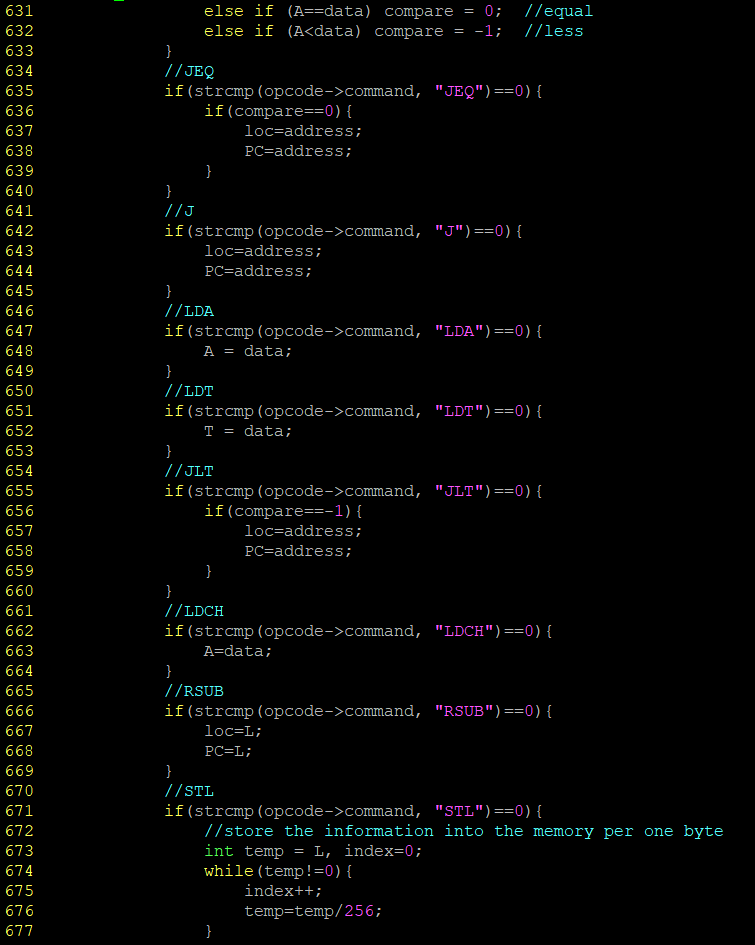 631                 else if (A==data) compare = 0;  //equal
632                 else if (A<data) compare = -1;  //less
633             }
634             //JEQ
635             if(strcmp(opcode->command, "JEQ")==0){
636                 if(compare==0){
637                     loc=address;
638                     PC=address;
639                 }
640             }
641             //J
642             if(strcmp(opcode->command, "J")==0){
643                 loc=address;
644                 PC=address;
645             }
646             //LDA
647             if(strcmp(opcode->command, "LDA")==0){
648                 A = data;
649             }
650             //LDT
651             if(strcmp(opcode->command, "LDT")==0){
652                 T = data;
653             }
654             //JLT
655             if(strcmp(opcode->command, "JLT")==0){
656                 if(compare==-1){
657                     loc=address;
658                     PC=address;
659                 }
660             }
661             //LDCH
662             if(strcmp(opcode->command, "LDCH")==0){
663                 A=data;
664             }
665             //RSUB
666             if(strcmp(opcode->command, "RSUB")==0){
667                 loc=L;
668                 PC=L;
669             }
670             //STL
671             if(strcmp(opcode->command, "STL")==0){
672                 //store the information into the memory per one byte
673                 int temp = L, index=0;
674                 while(temp!=0){
675                     index++;
676                     temp=temp/256;
677                 }